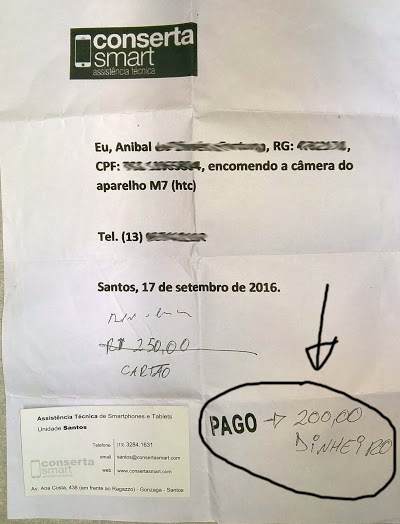 conserta
smart
assistência técnica
Eu, Anibal , RG: ,
CPF: , encomendo a câmera do
aparelho M7 (htc)
Tel. (13)
Santos, 17 de setembro de 2016.
R$ 250,00
CARTÃO
PAGO → 200,00
DINHEIRO
Assistência Técnica de Smartphones e Tablets
Unidade Santos
Telefone (13) 3284.1631
email santos@consertasmart.com
web www.consertasmart.com
conserta
smart
Av. Ana Costa, 436 (em frente ao Ragazzo) - Gonzaga - Santos